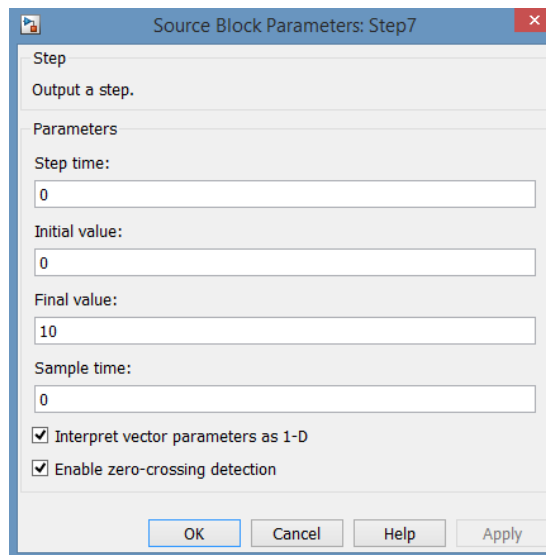 Source Block Parameters: Step7
Step
Output a step.
Parameters
Step time:
0
Initial value:
0
Final value:
10
Sample time:
0
Interpret vector parameters as 1-D
Enable zero-crossing detection
OK Cancel Help Apply